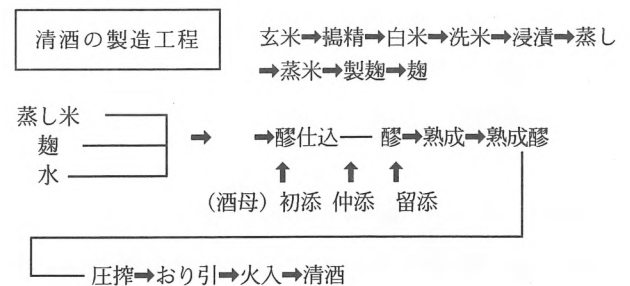 清酒の製造工程
玄米➡搗精➡白米➡洗米➡浸漬➡蒸し
➡蒸米➡製麹➡麹
蒸し米
麹
水
➡ ➡醪仕込― 醪➡熟成➡熟成醪
(酒母) 初添 仲添 留添
圧搾➡おり引➡火入➡清酒